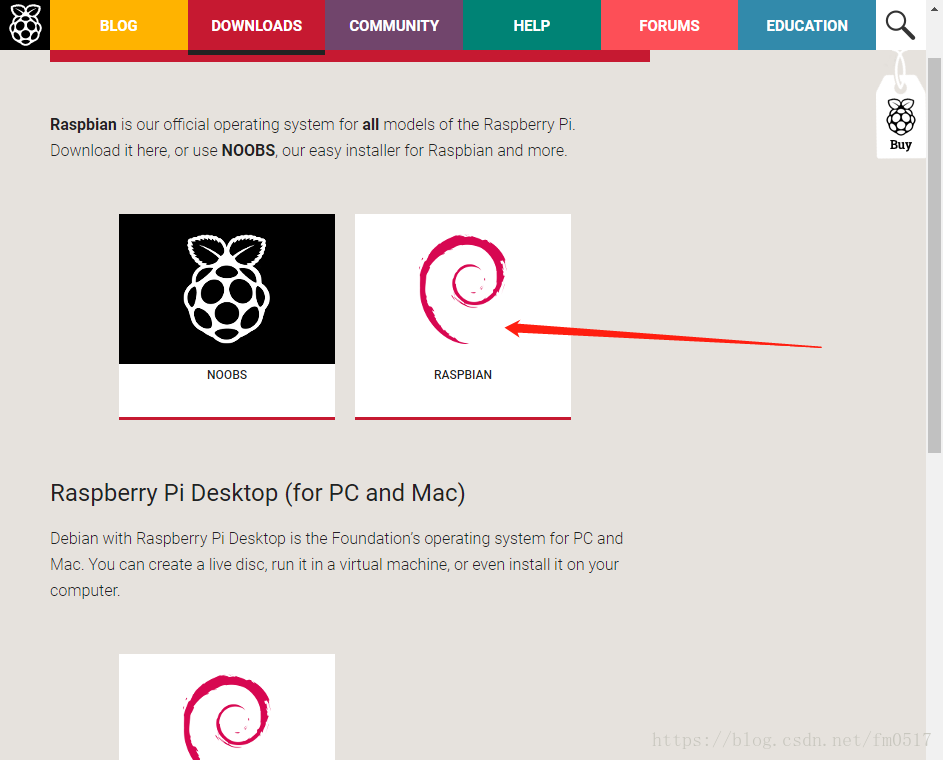 BLOG DOWNLOADS COMMUNITY HELP FORUMS EDUCATION
Buy
Raspbian is our official operating system for all models of the Raspberry Pi.
Download it here, or use NOOBS, our easy installer for Raspbian and more.
NOOBS RASPBIAN
Raspberry Pi Desktop (for PC and Mac)
Debian with Raspberry Pi Desktop is the Foundation’s operating system for PC and
Mac. You can create a live disc, run it in a virtual machine, or even install it on your
computer.
https://blog.csdn.net/fm0517